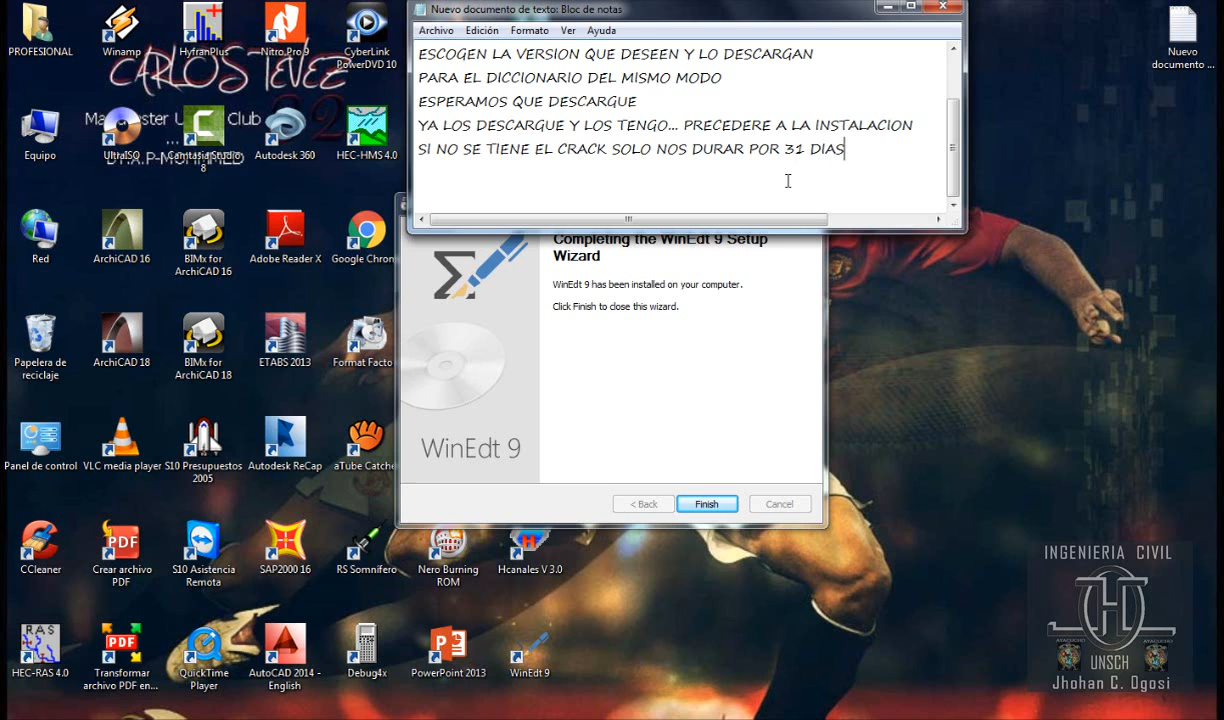 PROFESIONAL
Winamp
HyfranPlus
Nitro Pro 9
CyberLink
PowerDVD 10
Nuevo
documento ...
CARLOS TEVEZ
32
Club
Equipo
UltraISO
Camtasia Studio
8
Autodesk 360
HEC-HMS 4.0
Red
ArchiCAD 16
BIMx for
ArchiCAD 16
Adobe Reader X
Google Chrom
Papelera de
reciclaje
ArchiCAD 18
BIMx for
ArchiCAD 18
ETABS 2013
Format Facto
Panel de control
VLC media player
S10 Presupuestos
2005
Autodesk ReCap
aTube Catche
CCleaner
PDF
Crear archivo
PDF
S10 Asistencia
Remota
SAP2000 16
RS Somnífero
Nero Burning
ROM
Hcanales V 3.0
RAS
HEC-RAS 4.0
PDF
Transformar
archivo PDF en...
QuickTime
Player
AutoCAD 2014 -
English
Debug4x
PowerPoint 2013
WinEdt 9
Nuevo documento de texto: Bloc de notas
Archivo Edición Formato Ver Ayuda
ESCOGEN LA VERSION QUE DESEEN Y LO DESCARGAN
PARA EL DICCIONARIO DEL MISMO MODO
ESPERAMOS QUE DESCARGUE
YA LOS DESCARGUE Y LOS TENGO... PRECEDERE A LA INSTALACION
SI NO SE TIENE EL CRACK SOLO NOS DURAR POR 31 DIAS
Completing the WinEdt 9 Setup
Wizard
WinEdt 9 has been installed on your computer.
Click Finish to close this wizard.
WinEdt 9
< Back Finish Cancel
INGENIERIA CIVIL
AYACUCHO
AYACUCHO
UNSCH
Jhohan C. Ogosi